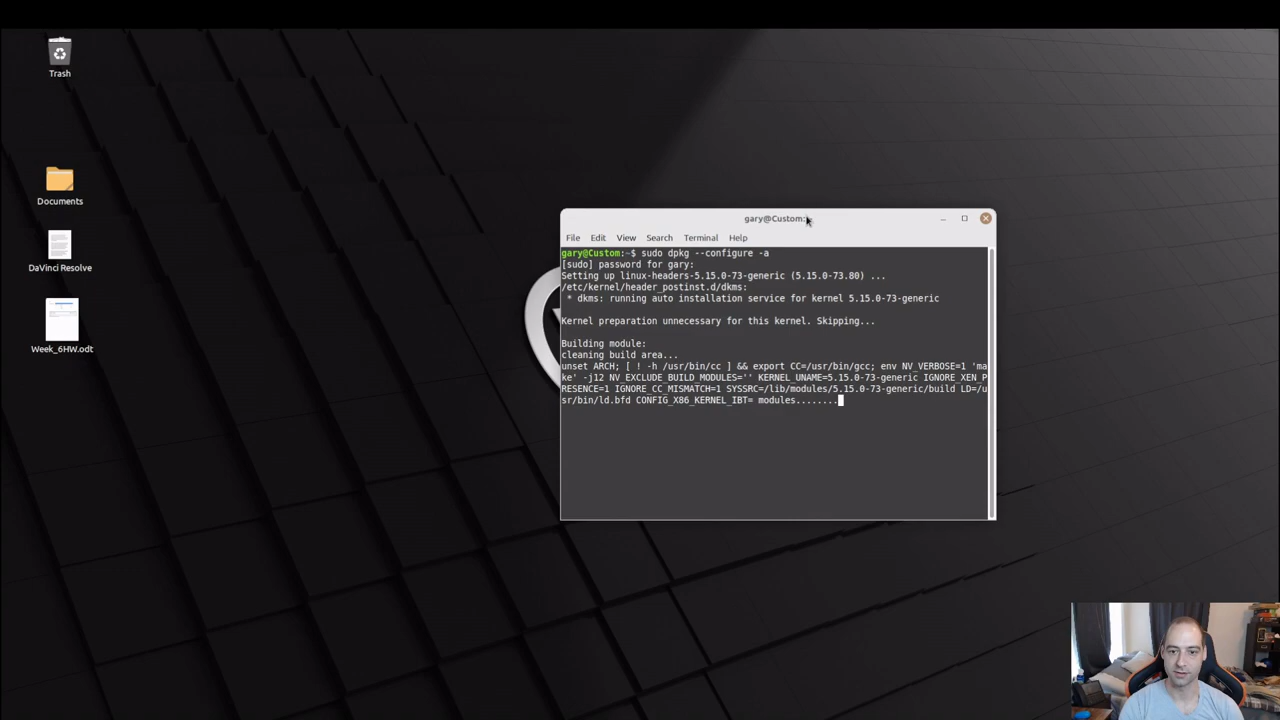 Trash
Documents
DaVinci Resolve
Week_6HW.odt
gary@Custom:
File Edit View Search Terminal Help
gary@Custom:~$ sudo dpkg --configure -a
[sudo] password for gary:
Setting up linux-headers-5.15.0-73-generic (5.15.0-73.80) ...
/etc/kernel/header_postinst.d/dkms:
 * dkms: running auto installation service for kernel 5.15.0-73-generic
Kernel preparation unnecessary for this kernel. Skipping...
Building module:
cleaning build area...
unset ARCH; [ ! -h /usr/bin/cc ] && export CC=/usr/bin/gcc; env NV_VERBOSE=1 'ma
ke' -j12 NV_EXCLUDE_BUILD_MODULES='' KERNEL_UNAME=5.15.0-73-generic IGNORE_XEN_P
RESENCE=1 IGNORE_CC_MISMATCH=1 SYSSRC=/lib/modules/5.15.0-73-generic/build LD=/u
sr/bin/ld.bfd CONFIG_X86_KERNEL_IBT= modules........